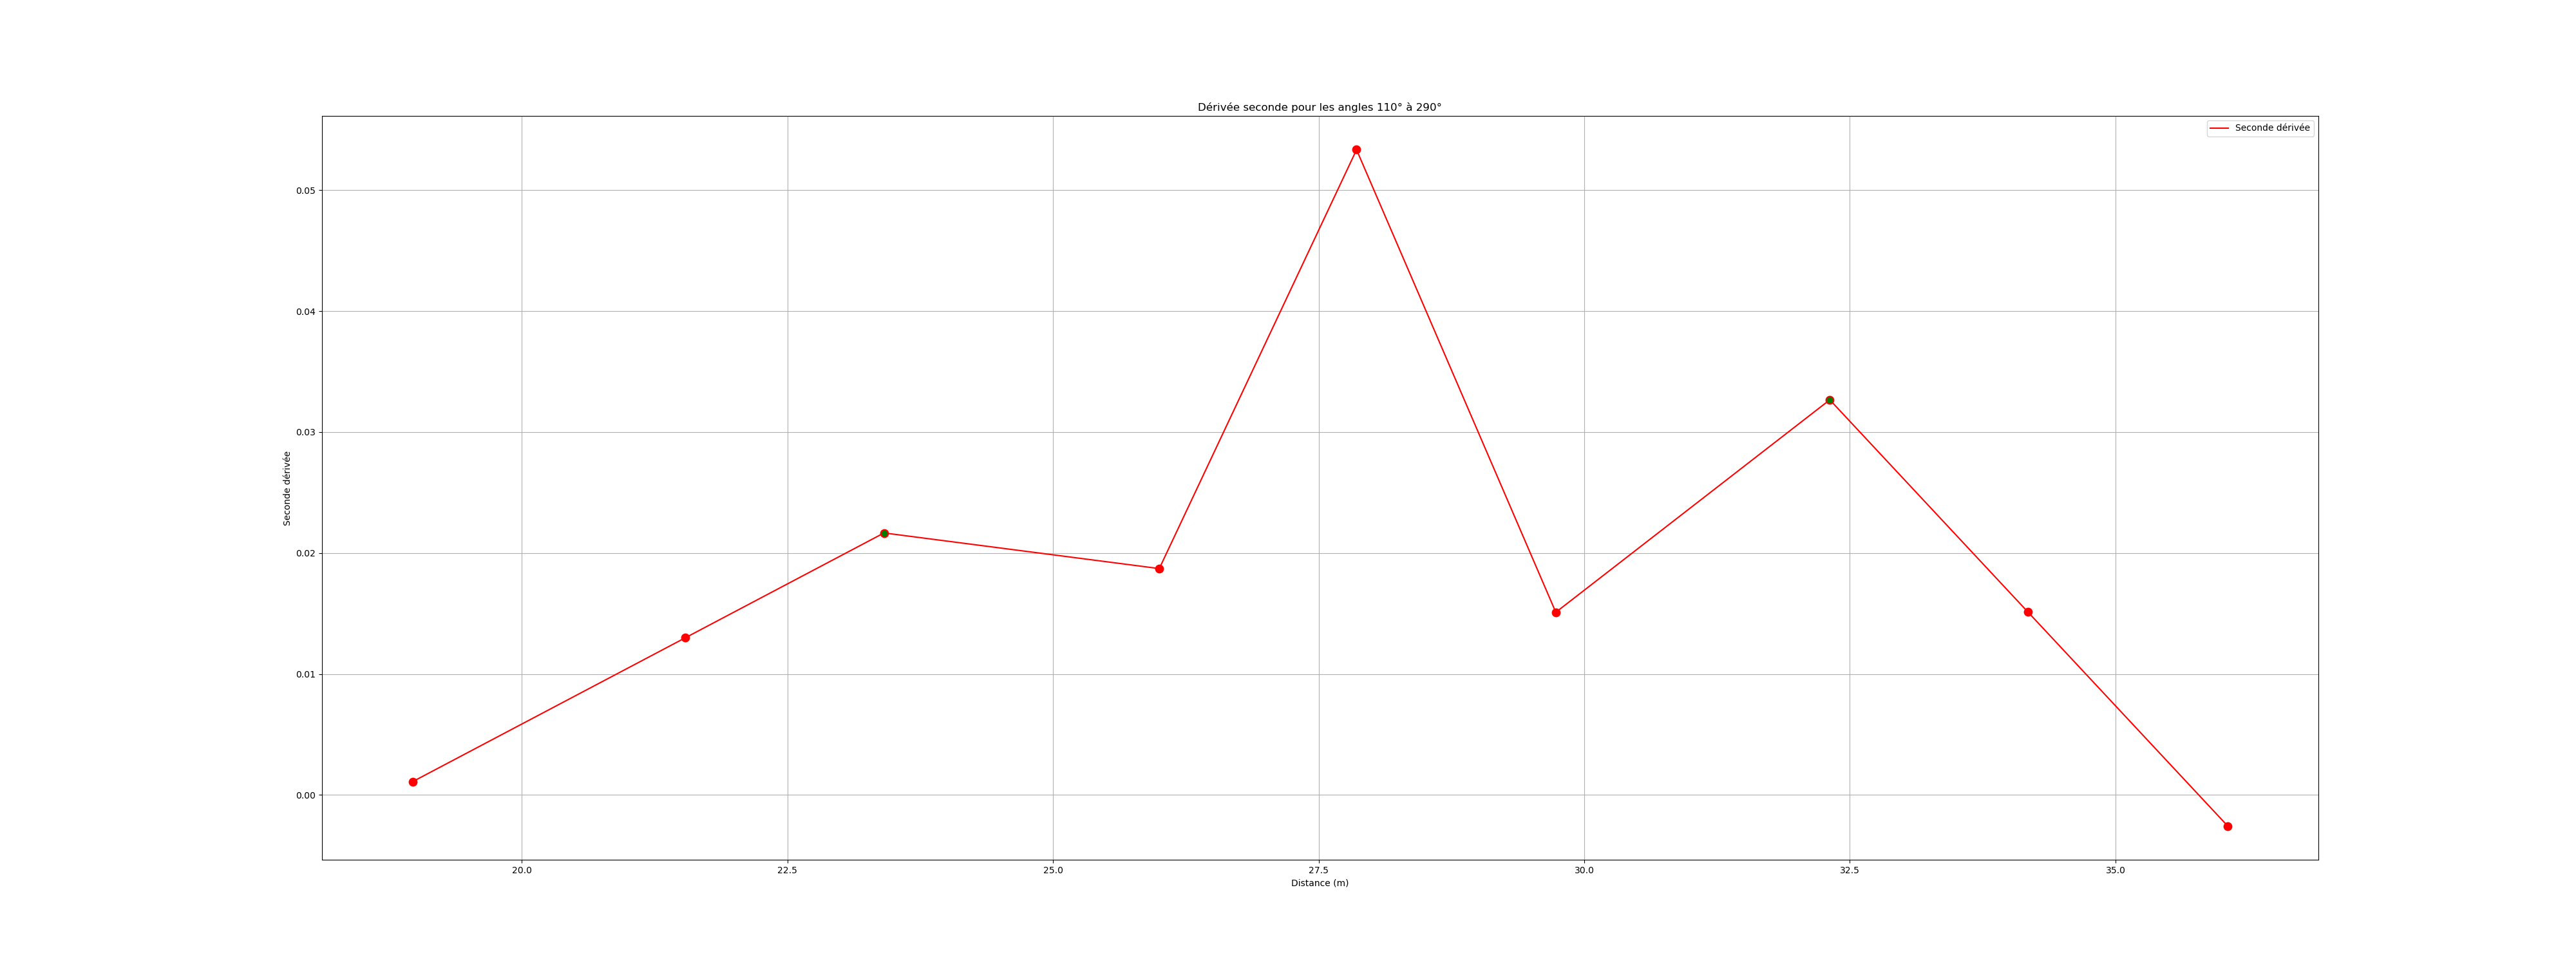 Dérivée seconde pour les angles 110° à 290°
Seconde dérivée
0.05
0.04
0.03
0.02
0.01
0.00
Seconde dérivée
20.0 22.5 25.0 27.5 30.0 32.5 35.0
Distance (m)